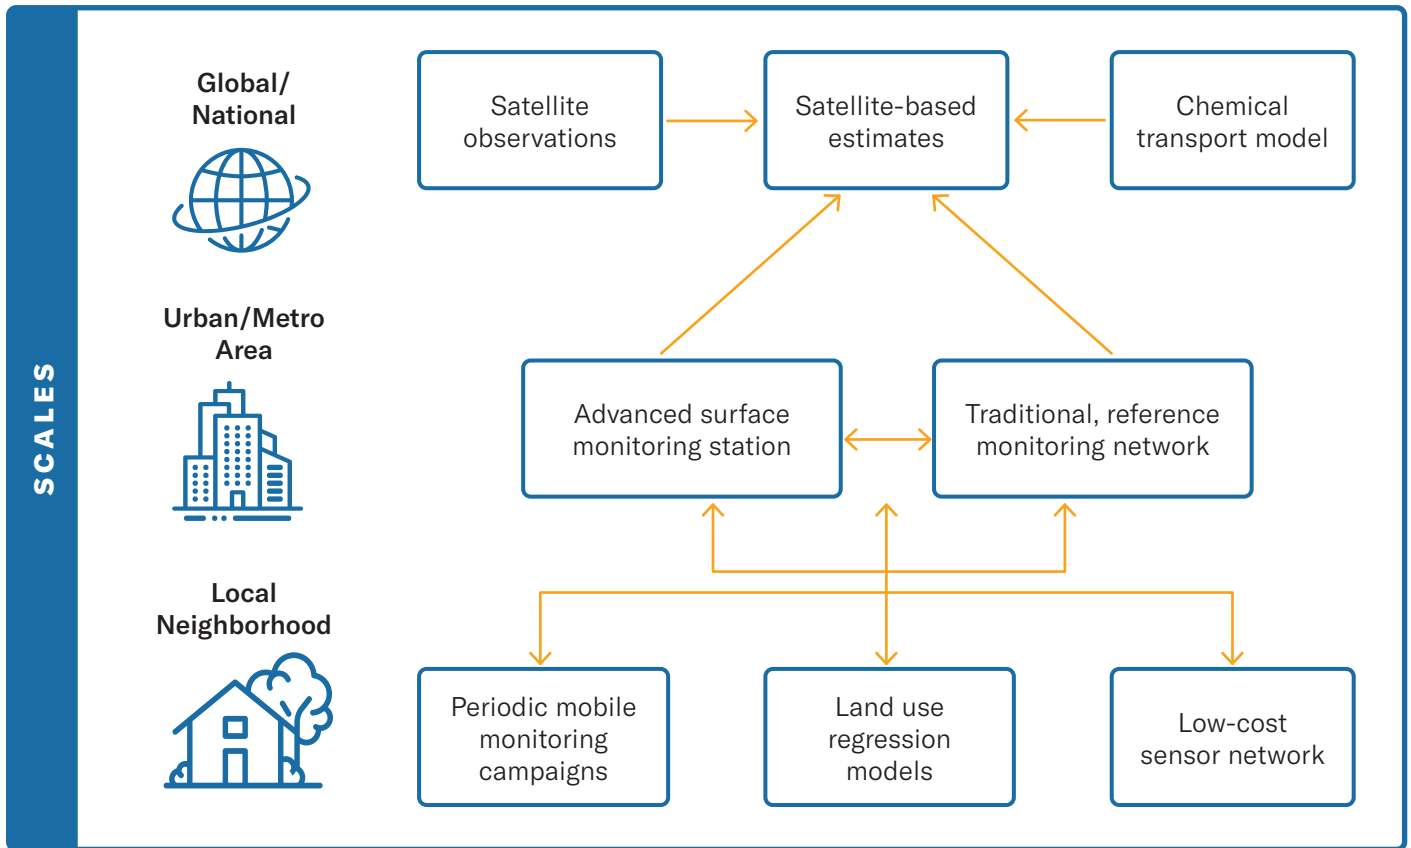 SCALES
Global/
National
Satellite
observations
Satellite-based
estimates
Chemical
transport model
Urban/Metro
Area
Advanced surface
monitoring station
Traditional, reference
monitoring network
Local
Neighborhood
Periodic mobile
monitoring
campaigns
Land use
regression
models
Low-cost
sensor network